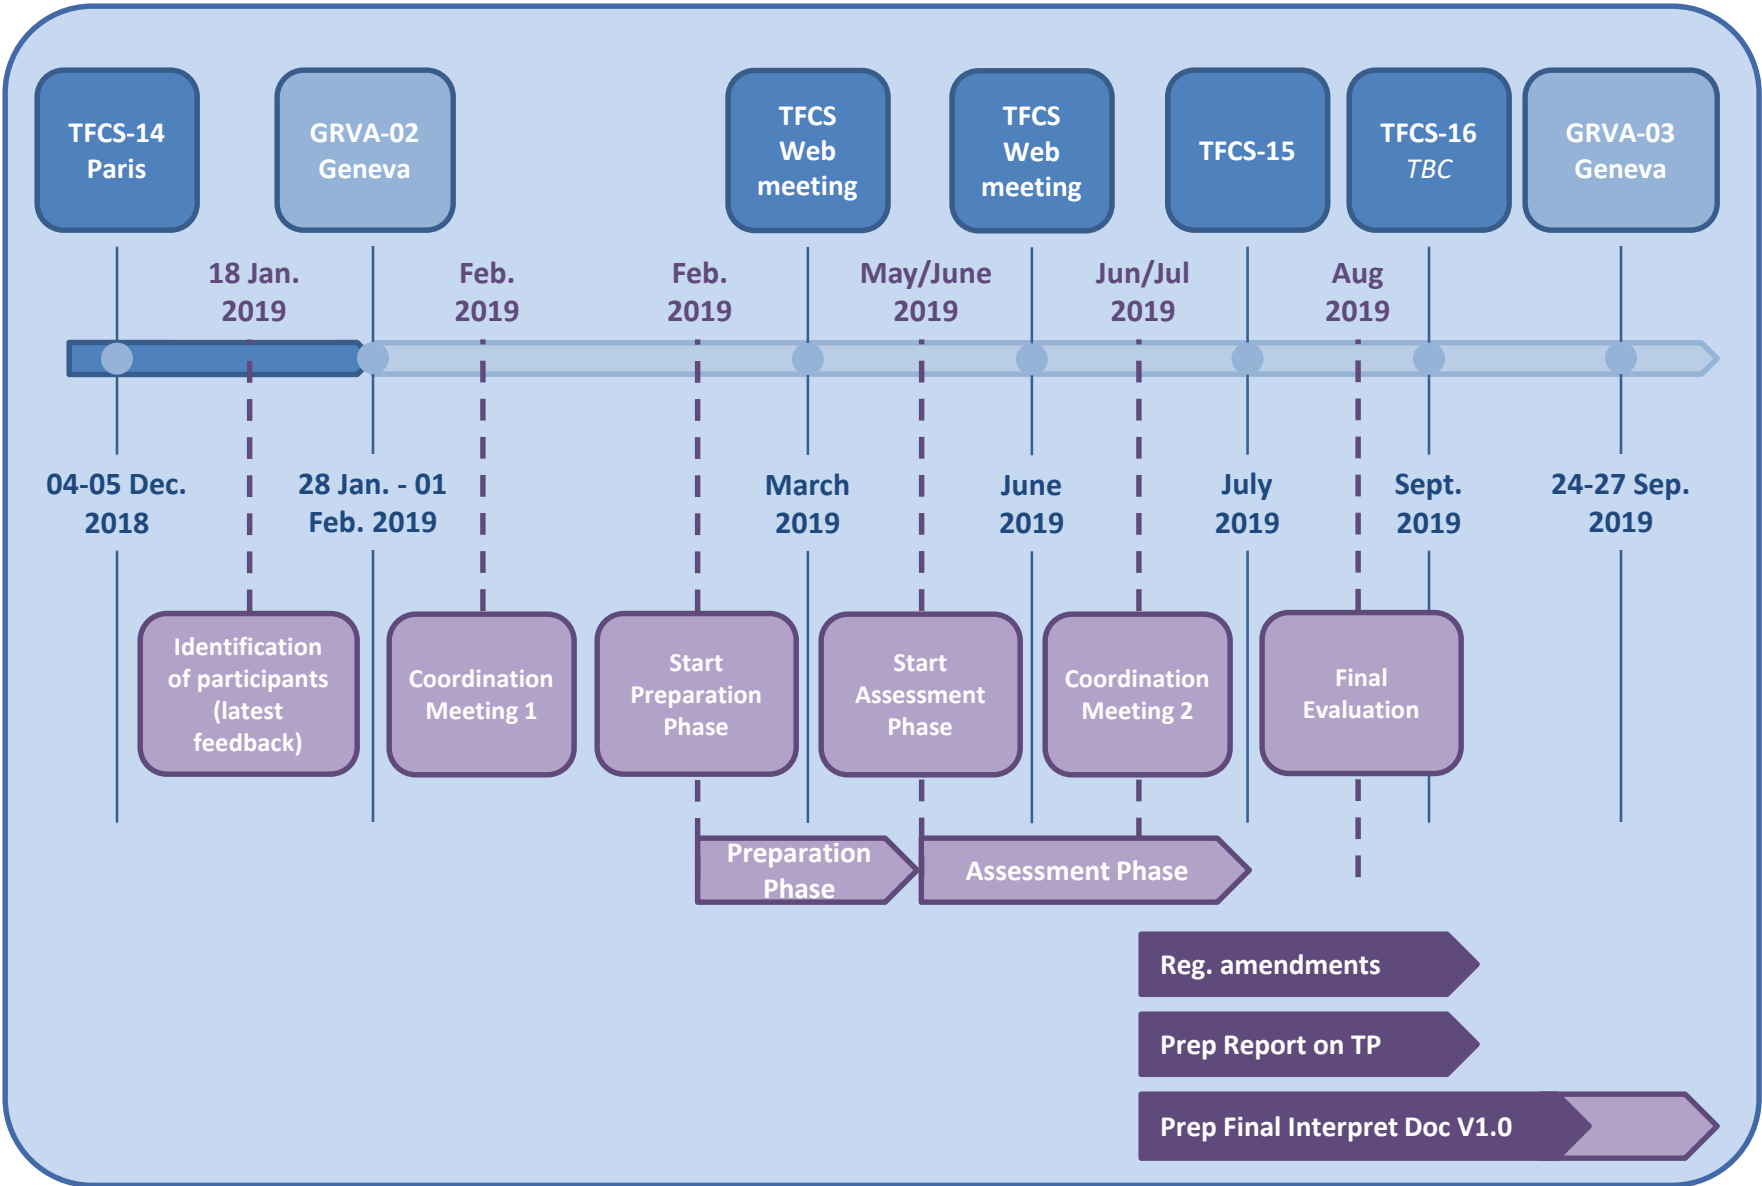 TFCS-14
Paris
GRVA-02
Geneva
TFCS
Web
meeting
TFCS
Web
meeting
TFCS-15
TFCS-16
TBC
GRVA-03
Geneva
18 Jan.
2019
Feb.
2019
Feb.
2019
May/June
2019
Jun/Jul
2019
Aug
2019
04-05 Dec.
2018
28 Jan. - 01
Feb. 2019
March
2019
June
2019
July
2019
Sept.
2019
24-27 Sep.
2019
Identification
of participants
(latest
feedback)
Coordination
Meeting 1
Start
Preparation
Phase
Start
Assessment
Phase
Coordination
Meeting 2
Final
Evaluation
Preparation
Phase
Assessment Phase
Reg. amendments
Prep Report on TP
Prep Final Interpret Doc V1.0